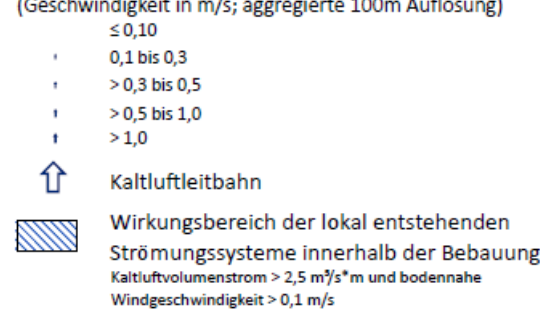 (Geschwindigkeit in m/s; aggregierte 100m Auflösung)
≤ 0,10
0,1 bis 0,3
> 0,3 bis 0,5
> 0,5 bis 1,0
> 1,0
Kaltluftleitbahn
Wirkungsbereich der lokal entstehenden
Strömungssysteme innerhalb der Bebauung
Kaltluftvolumenstrom > 2,5 m³/s*m und bodennahe
Windgeschwindigkeit > 0,1 m/s